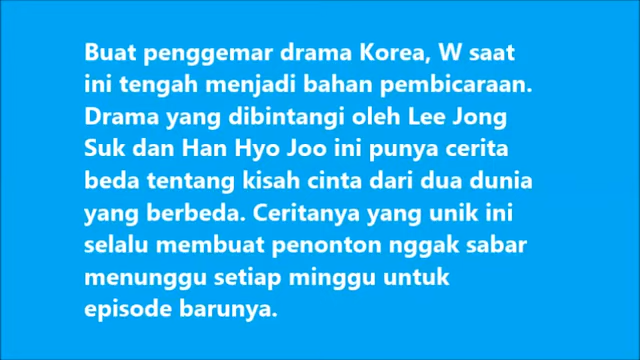 Buat penggemar drama Korea, W saat
ini tengah menjadi bahan pembicaraan.
Drama yang dibintangi oleh Lee Jong
Suk dan Han Hyo Joo ini punya cerita
beda tentang kisah cinta dari dua dunia
yang berbeda. Ceritanya yang unik ini
selalu membuat penonton nggak sabar
menunggu setiap minggu untuk
episode barunya.